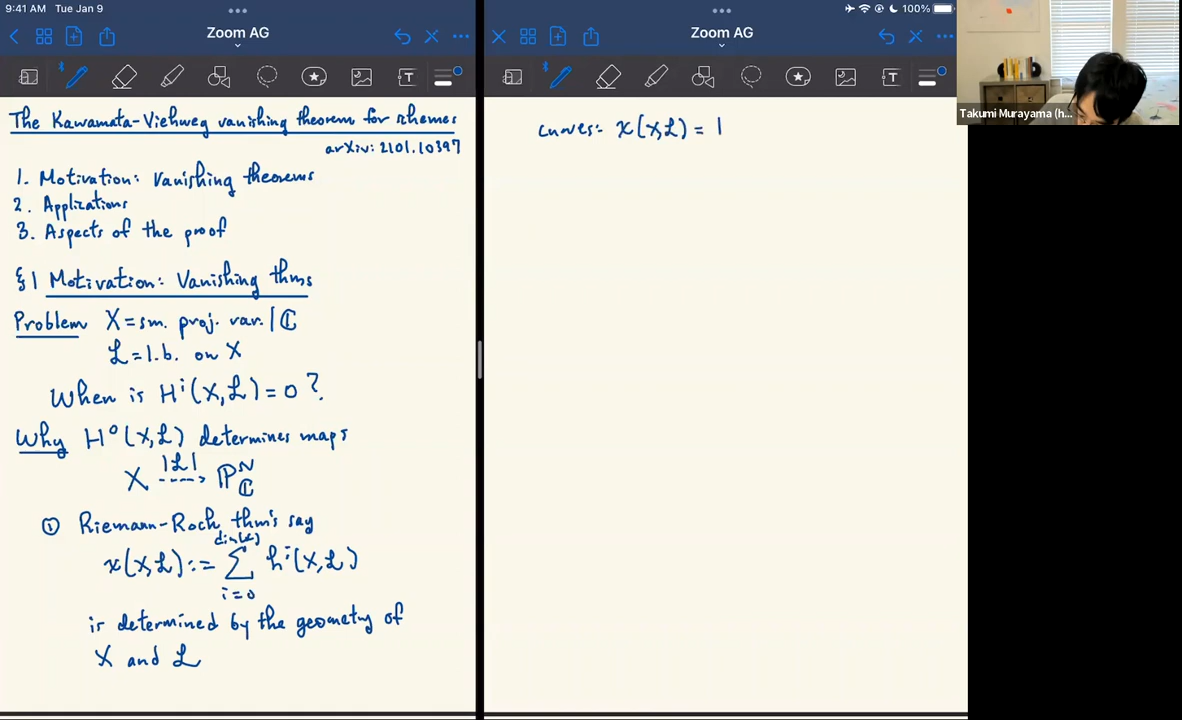 9:41 AM Tue Jan 9
100%
Zoom AG
Zoom AG
The Kawamata-Viehweg vanishing theorem for schemes
arXiv: 2101.10397
1. Motivation: Vanishing theorems
2. Applications
3. Aspects of the proof
§1 Motivation: Vanishing thms
Problem X = sm. proj. var. / ℂ
ℒ = l.b. on X
When is Hⁱ(X,ℒ) = 0?
Why H⁰(X,ℒ) determines maps
X --|ℒ|--> ℙᴺ_ℂ
① Riemann-Roch thm's say
χ(X,ℒ) := ∑_{i=0}^{dim(X)} hⁱ(X,ℒ)
is determined by the geometry of
X and ℒ
curves: χ(X,ℒ) = 1
Takumi Murayama (h...